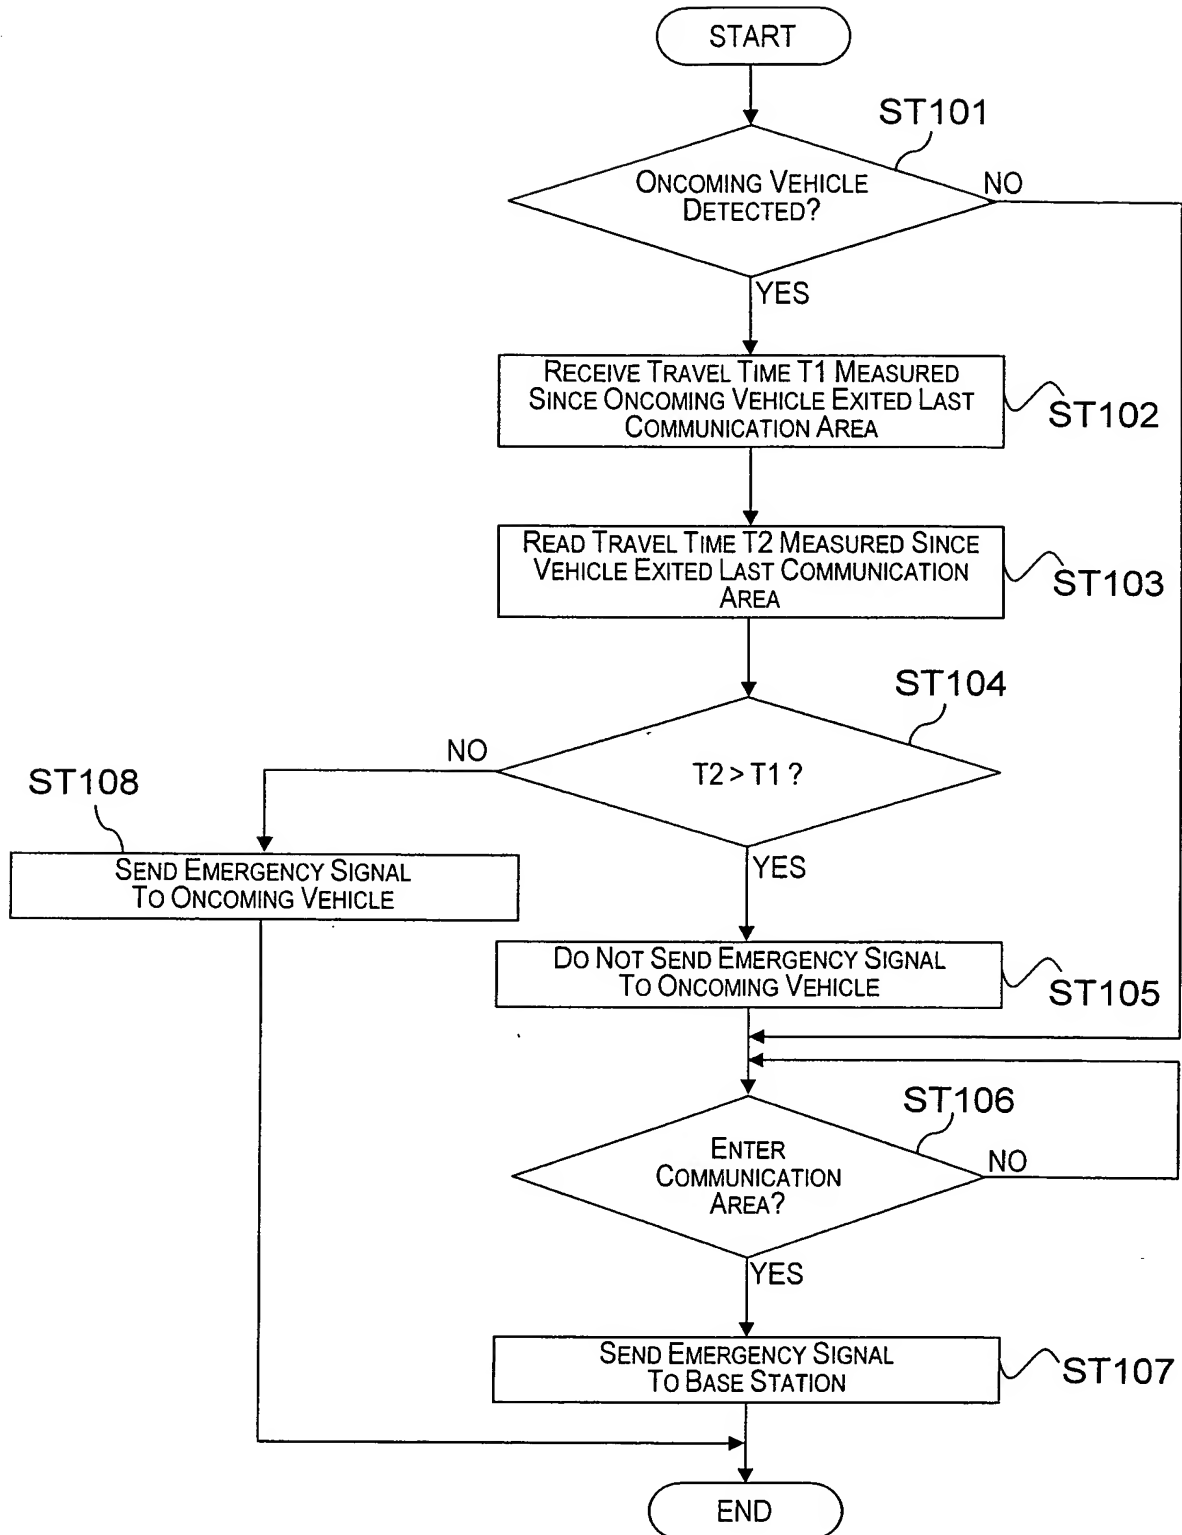 START
ST101
ONCOMING VEHICLE
DETECTED?
NO
YES
RECEIVE TRAVEL TIME T1 MEASURED
SINCE ONCOMING VEHICLE EXITED LAST
COMMUNICATION AREA
ST102
READ TRAVEL TIME T2 MEASURED SINCE
VEHICLE EXITED LAST COMMUNICATION
AREA
ST103
ST104
T2 > T1 ?
NO
YES
ST108
SEND EMERGENCY SIGNAL
TO ONCOMING VEHICLE
DO NOT SEND EMERGENCY SIGNAL
TO ONCOMING VEHICLE
ST105
ST106
ENTER
COMMUNICATION
AREA?
NO
YES
SEND EMERGENCY SIGNAL
TO BASE STATION
ST107
END